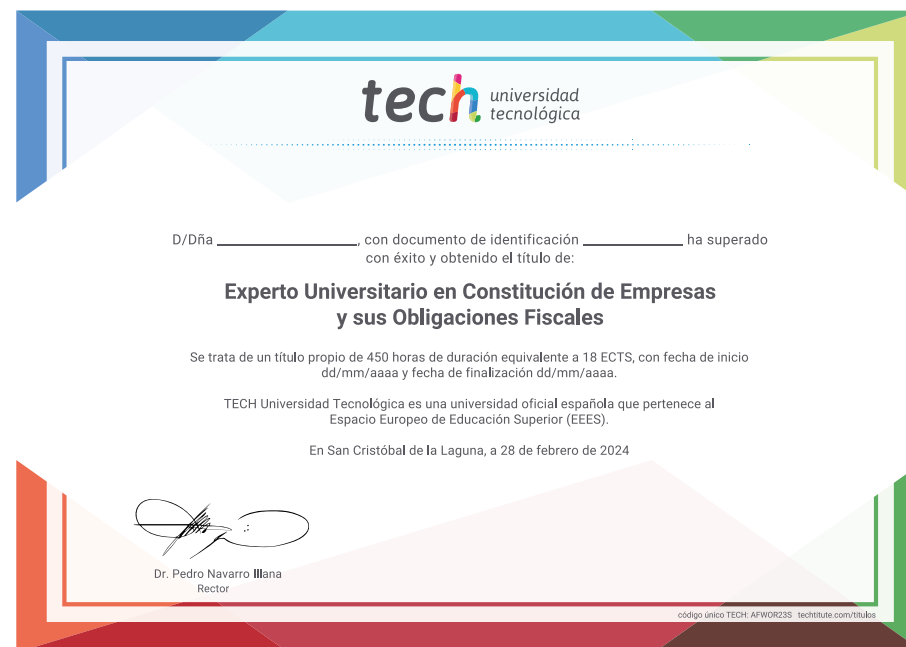 tech universidad
tecnológica
D/Dña ______________, con documento de identificación __________ ha superado
con éxito y obtenido el título de:
Experto Universitario en Constitución de Empresas
y sus Obligaciones Fiscales
Se trata de un título propio de 450 horas de duración equivalente a 18 ECTS, con fecha de inicio
dd/mm/aaaa y fecha de finalización dd/mm/aaaa.
TECH Universidad Tecnológica es una universidad oficial española que pertenece al
Espacio Europeo de Educación Superior (EEES).
En San Cristóbal de la Laguna, a 28 de febrero de 2024
Dr. Pedro Navarro Illana
Rector
código único TECH: AFWOR23S techtitute.com/titulos